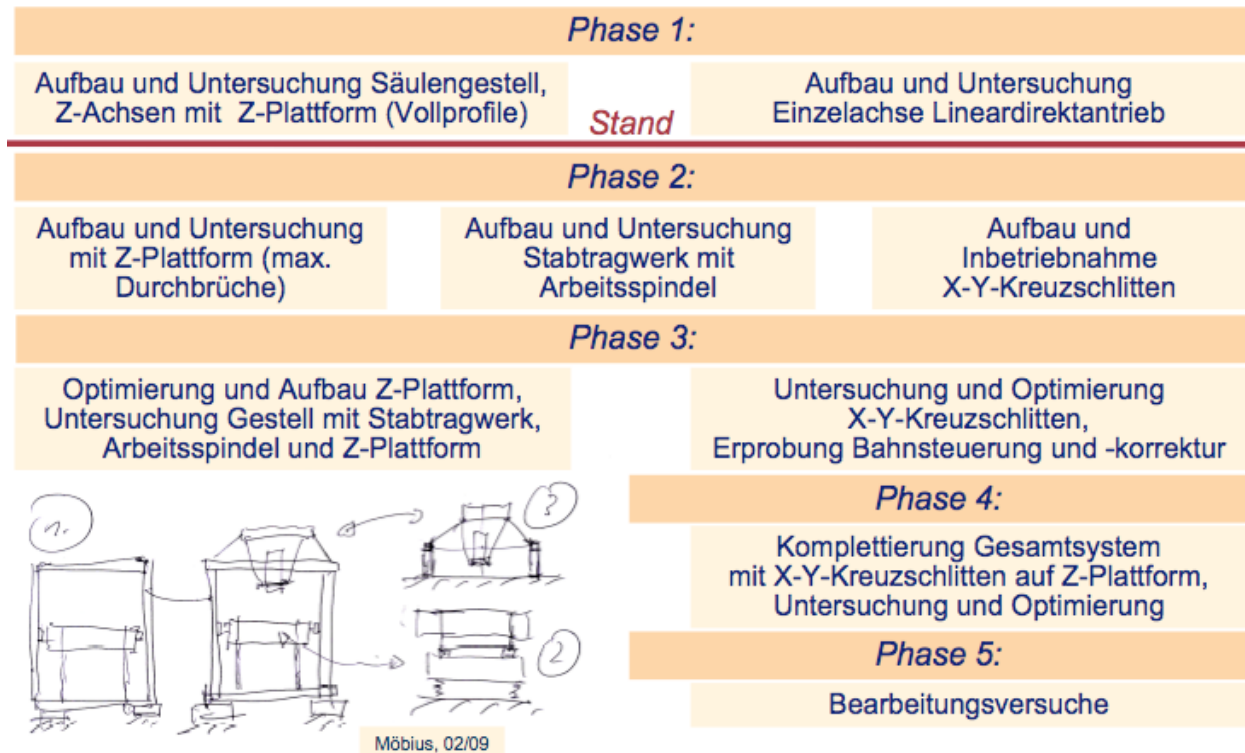 Phase 1:
Aufbau und Untersuchung Säulengestell,
Z-Achsen mit Z-Plattform (Vollprofile)
Aufbau und Untersuchung
Einzelachse Lineardirektantrieb
Stand
Phase 2:
Aufbau und Untersuchung
mit Z-Plattform (max.
Durchbrüche)
Aufbau und Untersuchung
Stabtragwerk mit
Arbeitsspindel
Aufbau und
Inbetriebnahme
X-Y-Kreuzschlitten
Phase 3:
Optimierung und Aufbau Z-Plattform,
Untersuchung Gestell mit Stabtragwerk,
Arbeitsspindel und Z-Plattform
Untersuchung und Optimierung
X-Y-Kreuzschlitten,
Erprobung Bahnsteuerung und -korrektur
Phase 4:
Komplettierung Gesamtsystem
mit X-Y-Kreuzschlitten auf Z-Plattform,
Untersuchung und Optimierung
Phase 5:
Bearbeitungsversuche
1.
3
2
Möbius, 02/09